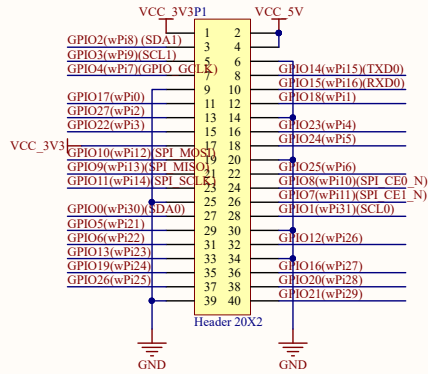 VCC_3V3 P1 VCC_5V
1 2
GPIO2(wPi8) (SDA1) 3 4
GPIO3(wPi9)(SCL1) 5 6
GPIO4(wPi7)(GPIO_GCLK) 7 8 GPIO14(wPi15)(TXD0)
9 10 GPIO15(wPi16)(RXD0)
GPIO17(wPi0) 11 12 GPIO18(wPi1)
GPIO27(wPi2) 13 14
GPIO22(wPi3) 15 16 GPIO23(wPi4)
VCC_3V3 17 18 GPIO24(wPi5)
GPIO10(wPi12)(SPI_MOSI) 19 20
GPIO9(wPi13)(SPI_MISO) 21 22 GPIO25(wPi6)
GPIO11(wPi14)(SPI_SCLK) 23 24 GPIO8(wPi10)(SPI_CE0_N)
25 26 GPIO7(wPi11)(SPI_CE1_N)
GPIO0(wPi30)(SDA0) 27 28 GPIO1(wPi31)(SCL0)
GPIO5(wPi21) 29 30
GPIO6(wPi22) 31 32 GPIO12(wPi26)
GPIO13(wPi23) 33 34
GPIO19(wPi24) 35 36 GPIO16(wPi27)
GPIO26(wPi25) 37 38 GPIO20(wPi28)
39 40 GPIO21(wPi29)
Header 20X2
GND GND